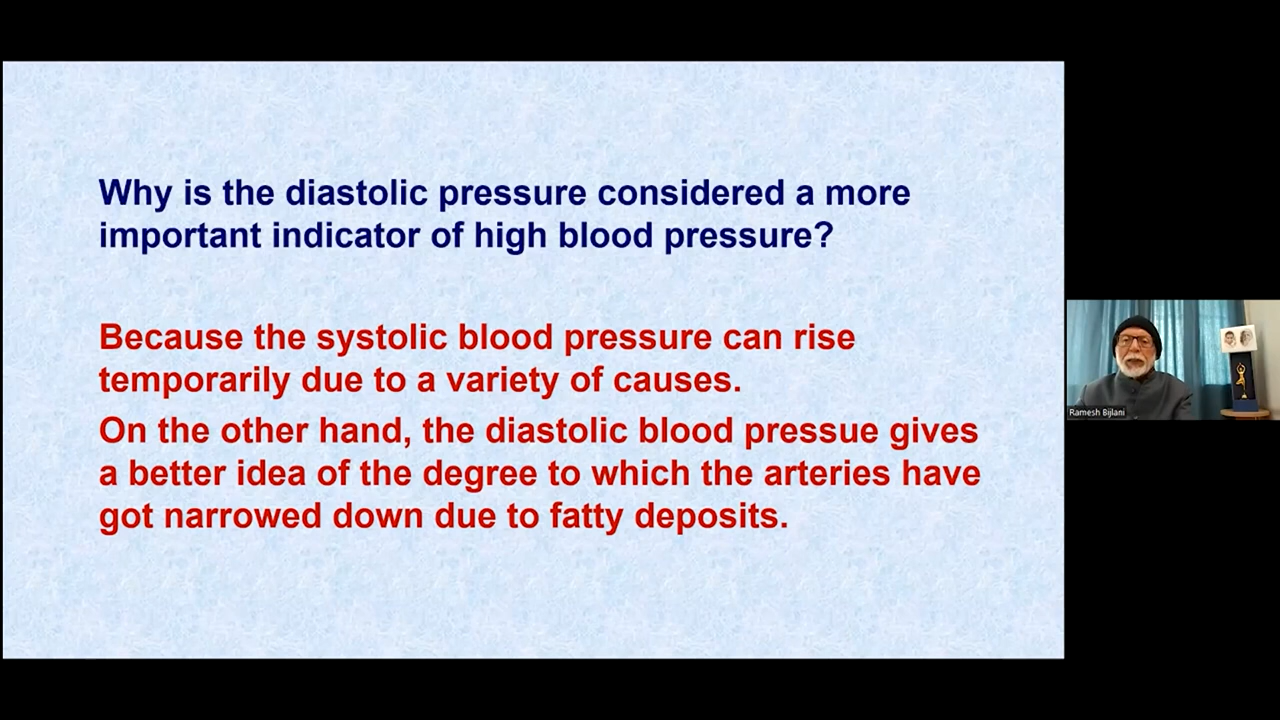 Why is the diastolic pressure considered a more
important indicator of high blood pressure?
Because the systolic blood pressure can rise
temporarily due to a variety of causes.
On the other hand, the diastolic blood pressue gives
a better idea of the degree to which the arteries have
got narrowed down due to fatty deposits.
Ramesh Bijlani